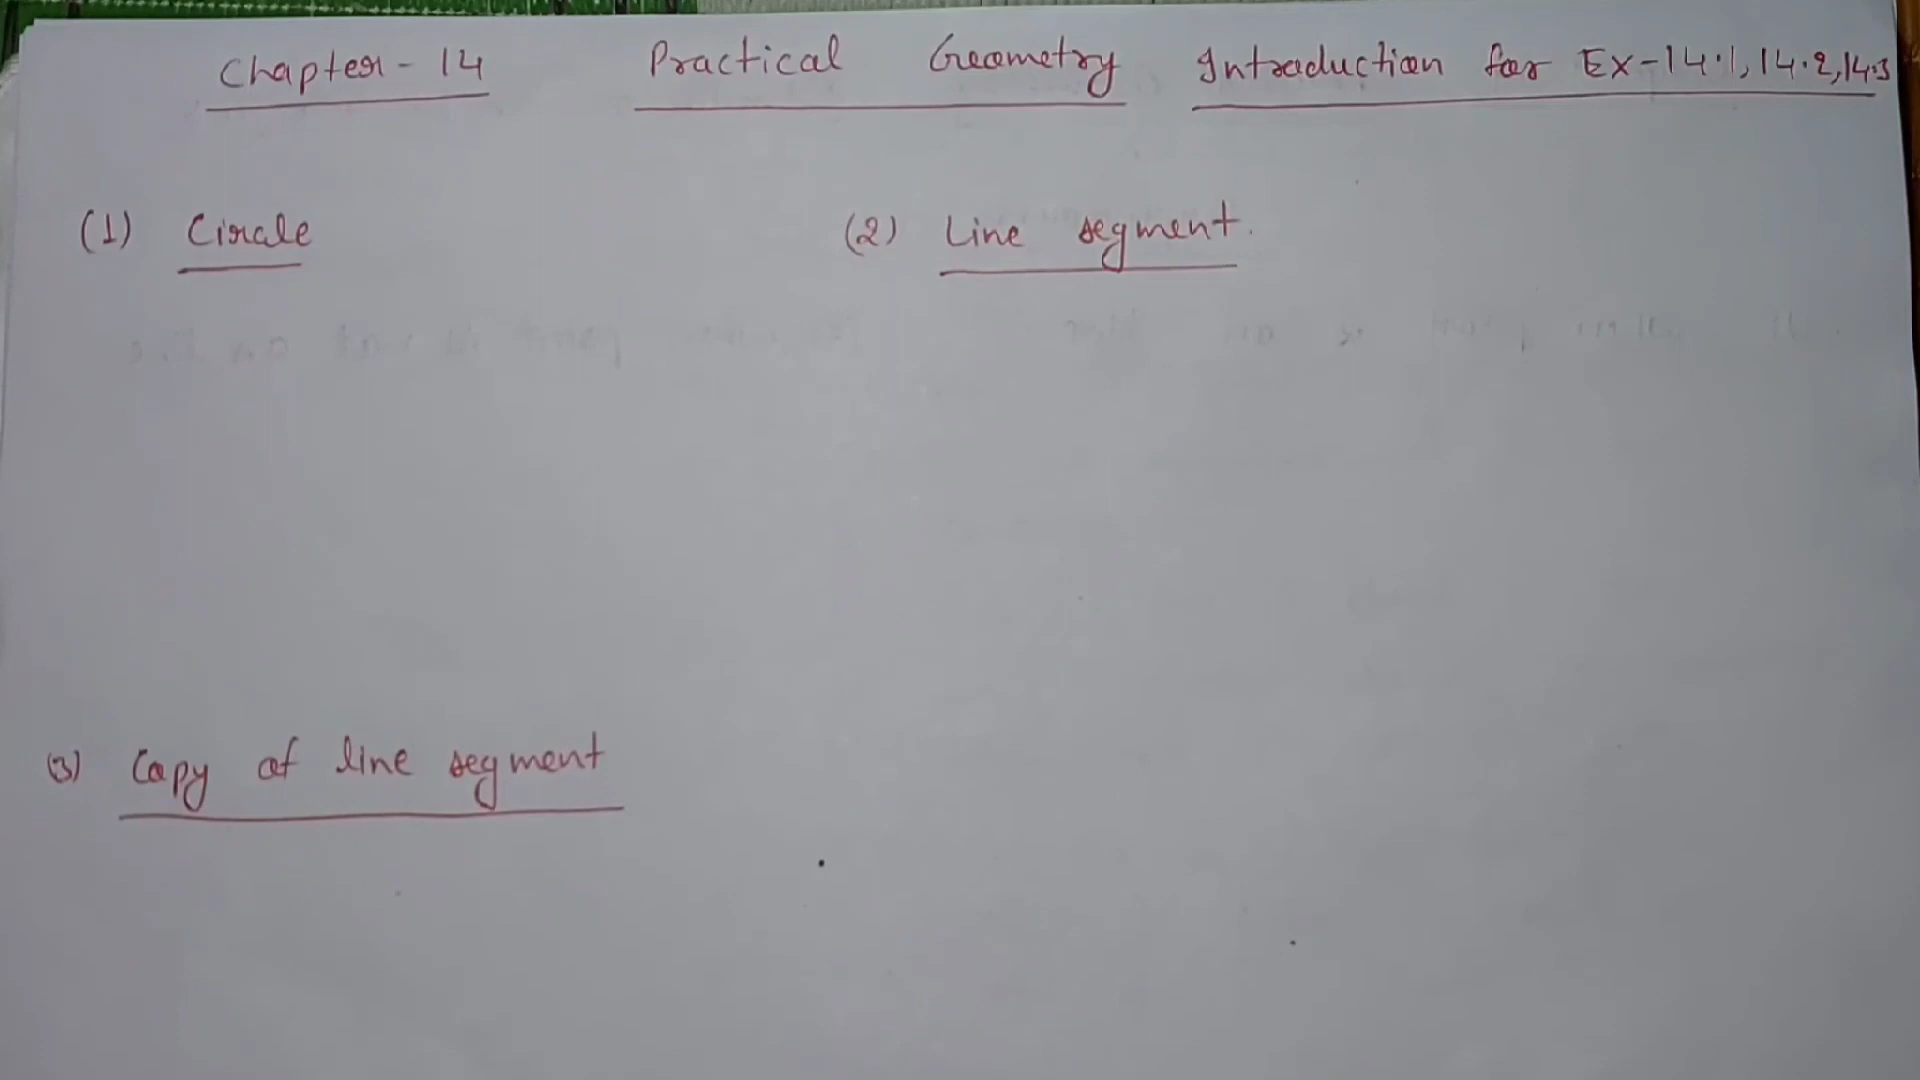 Chapter - 14 Practical Geometry Introduction for Ex-14.1, 14.2, 14.3
(1) Circle (2) Line segment.
(3) Copy of line segment